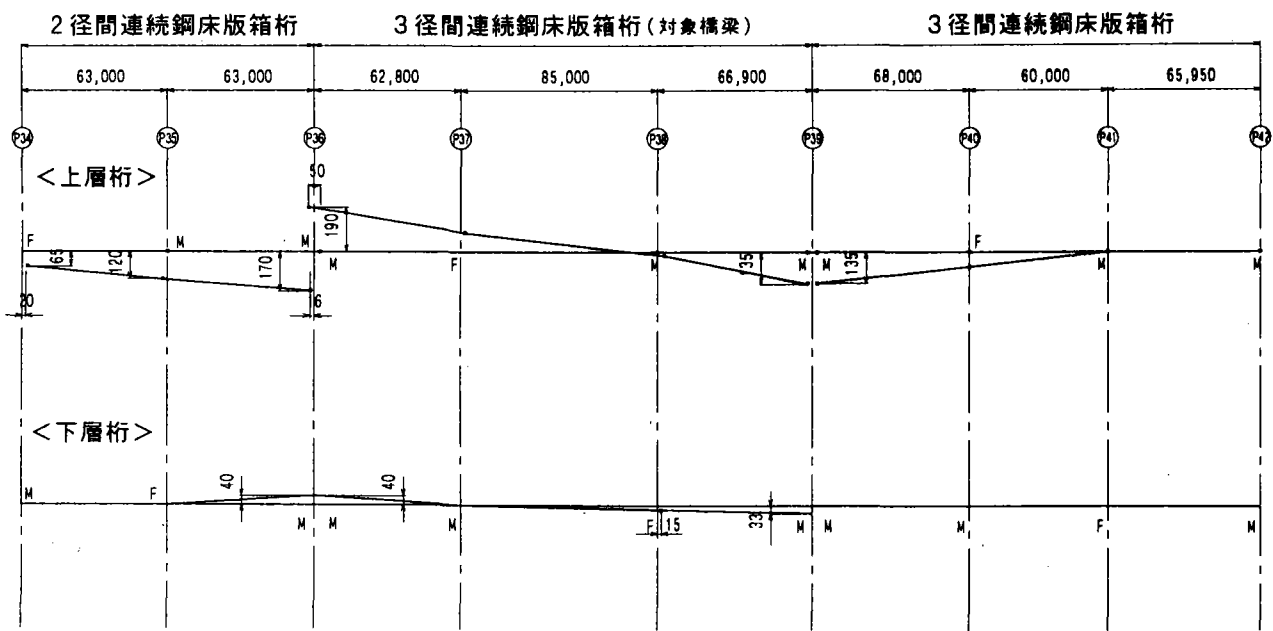 2径間連続鋼床版箱桁 3径間連続鋼床版箱桁(対象橋梁) 3径間連続鋼床版箱桁
63,000 63,000 62,800 85,000 66,900 68,000 60,000 65,950
P34 P35 P36 P37 P38 P39 P40 P41 P42
<上層桁>
50
190
F M M F
65 120 170 M F M 35 M M 135 M M
20 6
<下層桁>
40 40
M F
M M M F 15 33 M M M F M